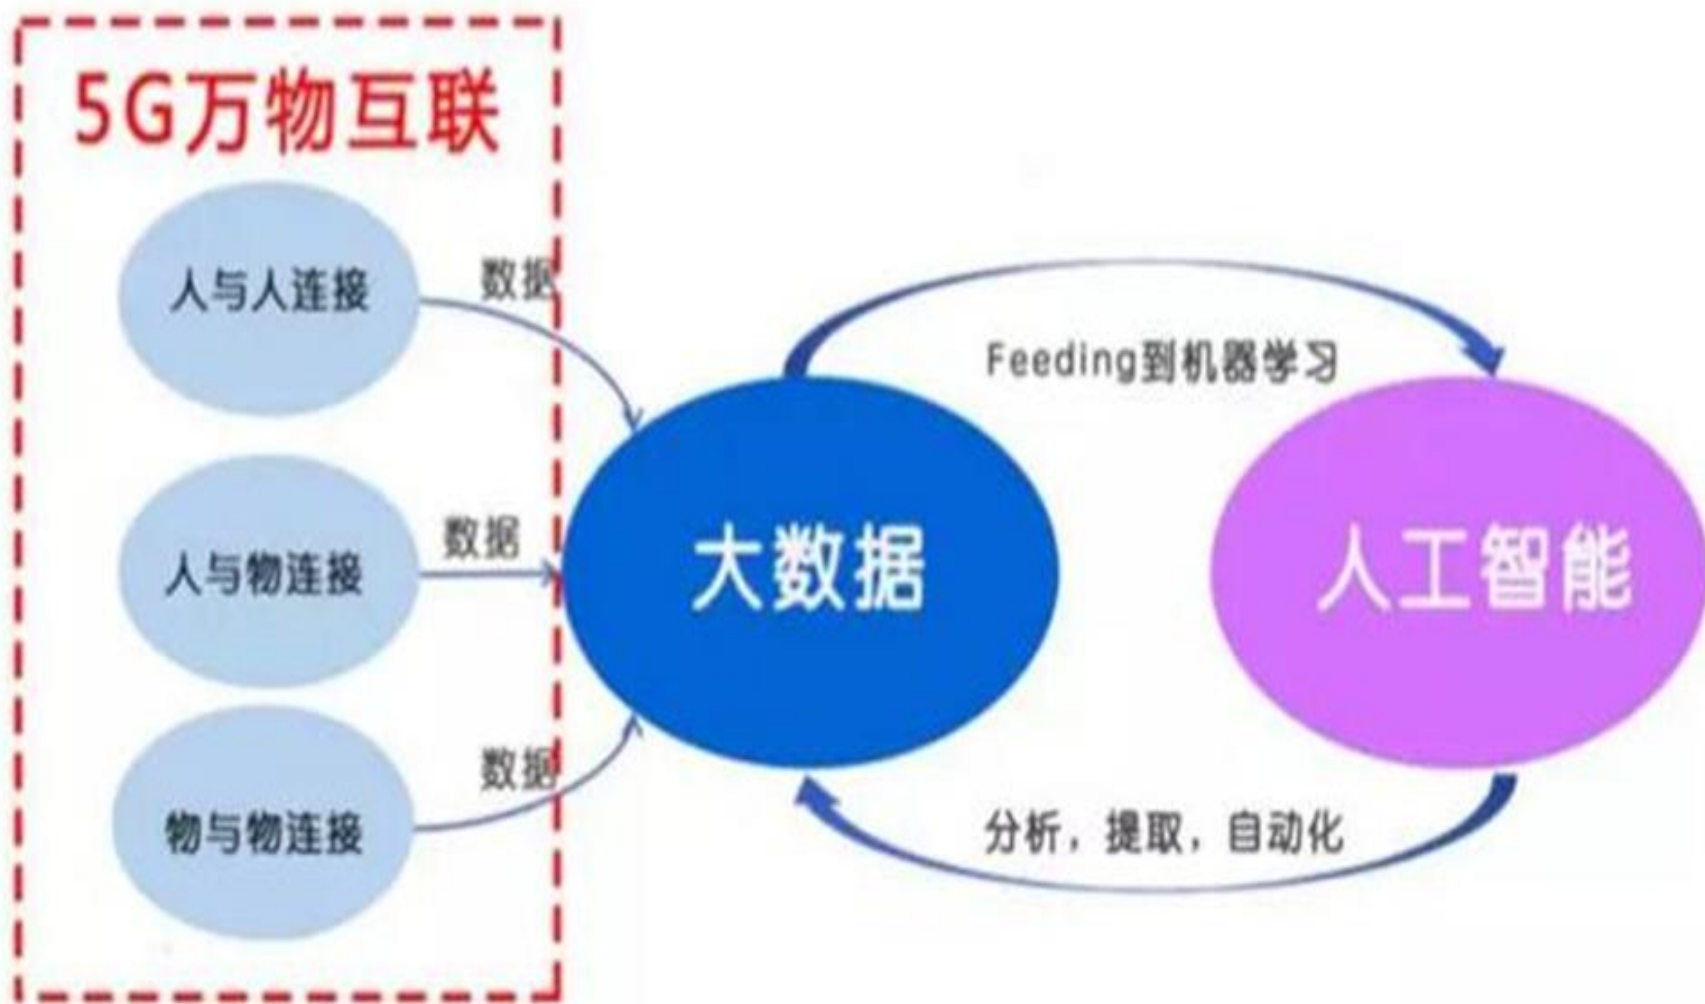 5G万物互联
人与人连接
数据
人与物连接
数据
物与物连接
数据
大数据
Feeding到机器学习
人工智能
分析，提取，自动化